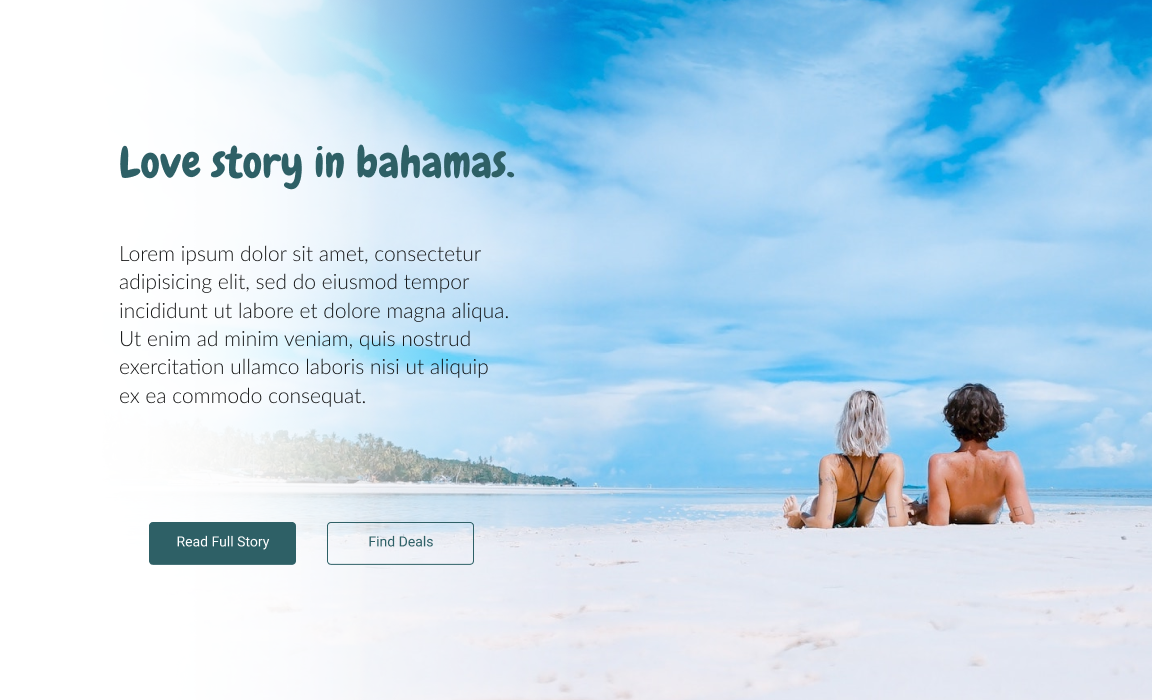 Love story in bahamas.
Lorem ipsum dolor sit amet, consectetur
adipisicing elit, sed do eiusmod tempor
incididunt ut labore et dolore magna aliqua.
Ut enim ad minim veniam, quis nostrud
exercitation ullamco laboris nisi ut aliquip
ex ea commodo consequat.
Read Full Story
Find Deals